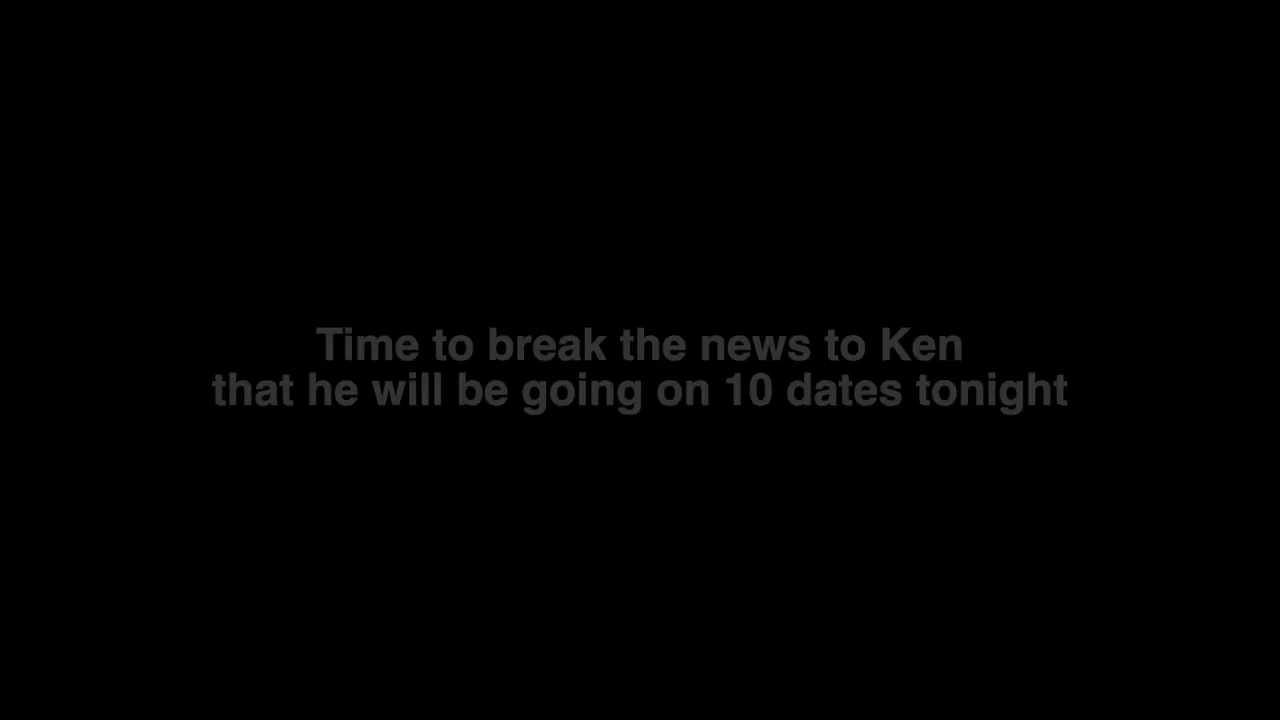 Time to break the news to Ken
that he will be going on 10 dates tonight